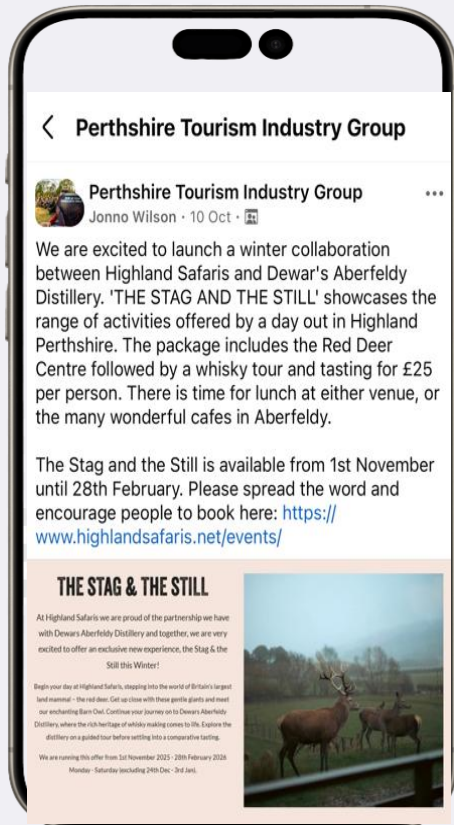 Perthshire Tourism Industry Group
Perthshire Tourism Industry Group
Jonno Wilson · 10 Oct ·
We are excited to launch a winter collaboration
between Highland Safaris and Dewar's Aberfeldy
Distillery. 'THE STAG AND THE STILL' showcases the
range of activities offered by a day out in Highland
Perthshire. The package includes the Red Deer
Centre followed by a whisky tour and tasting for £25
per person. There is time for lunch at either venue, or
the many wonderful cafes in Aberfeldy.
The Stag and the Still is available from 1st November
until 28th February. Please spread the word and
encourage people to book here: https://
www.highlandsafaris.net/events/
THE STAG & THE STILL
At Highland Safaris we are proud of the partnership we have
with Dewars Aberfeldy Distillery and together, we are very
excited to offer an exclusive new experience, the Stag & the
Still this Winter!
Begin your day at Highland Safaris, stepping into the world of Britain's largest
land mammal – the red deer. Get up close with these gentle giants and meet
our enchanting Barn Owl. Continue your journey on to Dewars Aberfeldy
Distillery, where the rich heritage of whisky making comes to life. Explore the
distillery on a guided tour before settling into a comparative tasting.
We are running this offer from 1st November 2025 - 28th February 2026
Monday - Saturday (excluding 24th Dec - 3rd Jan).